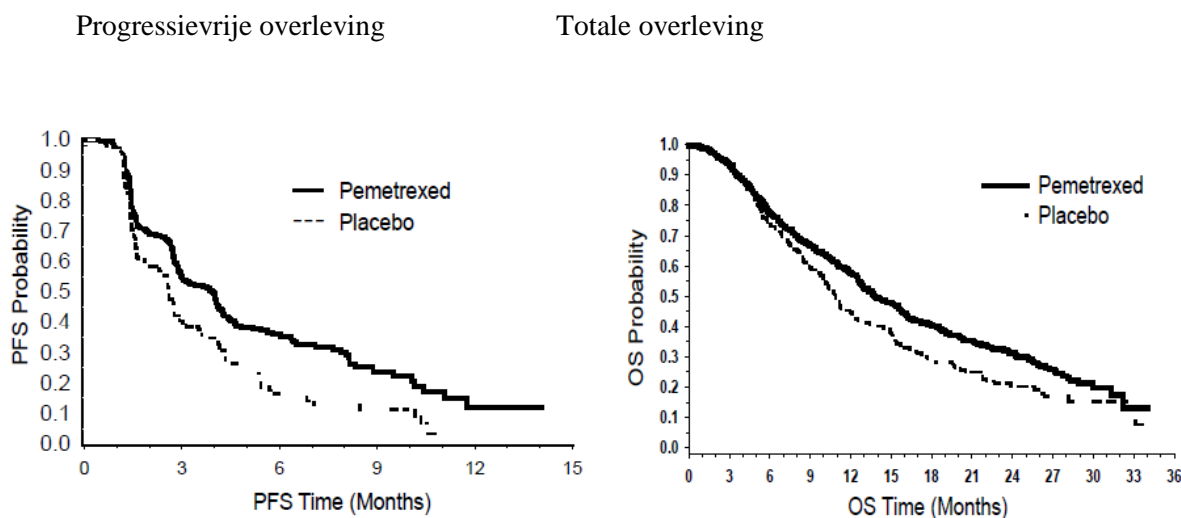 Progressievrije overleving
Totale overleving
PFS Probability
1.0
0.9
0.8
0.7
0.6
0.5
0.4
0.3
0.2
0.1
0.0
Pemetrexed
Placebo
0 3 6 9 12 15
PFS Time (Months)
OS Probability
1.0
0.9
0.8
0.7
0.6
0.5
0.4
0.3
0.2
0.1
0.0
Pemetrexed
Placebo
0 3 6 9 12 15 18 21 24 27 30 33 36
OS Time (Months)